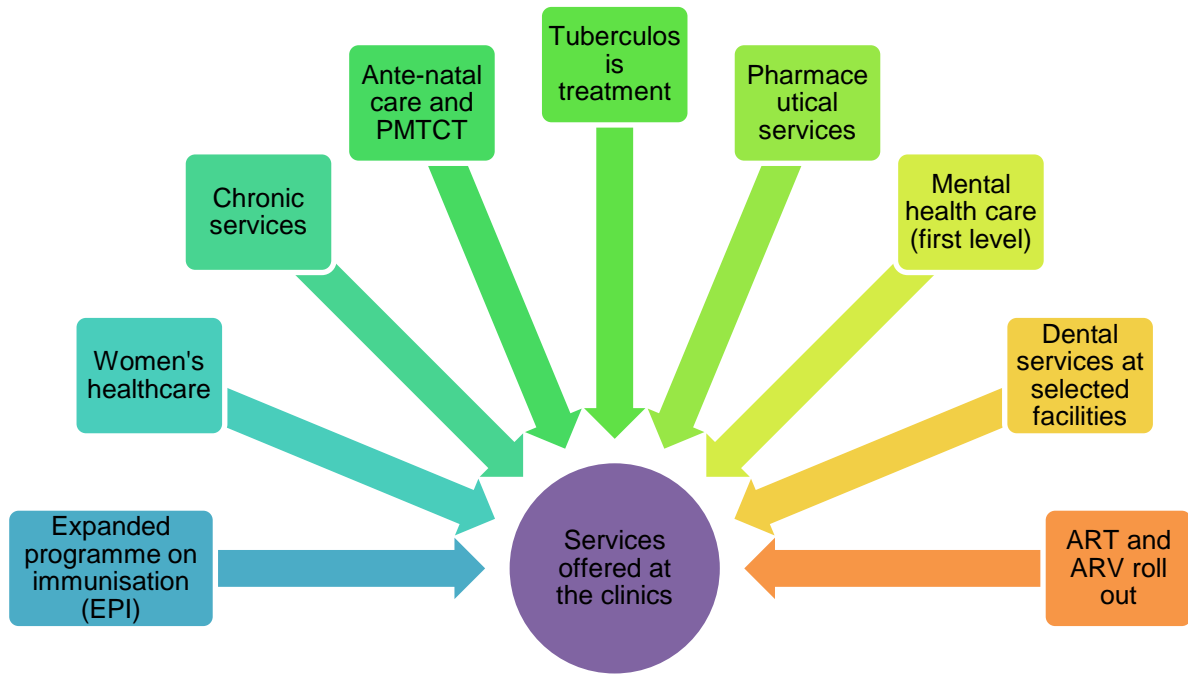 Expanded
programme on
immunisation
(EPI)
Women's
healthcare
Chronic
services
Ante-natal
care and
PMTCT
Tuberculos
is
treatment
Pharmace
utical
services
Mental
health care
(first level)
Dental
services at
selected
facilities
ART and
ARV roll
out
Services
offered at
the clinics